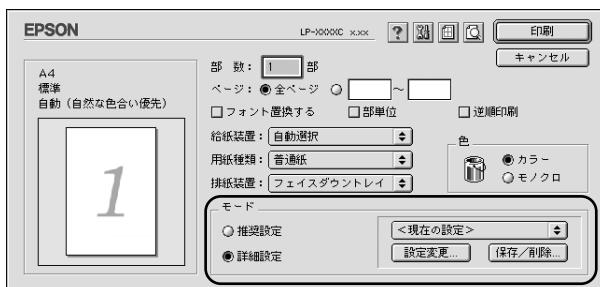 EPSON
LP-XXXXC x.xx
?
印刷
キャンセル
A4
標準
自動（自然な色合い優先）
1
部 数： 1 部
ページ： 全ページ ～
フォント置換する 部単位 逆順印刷
給紙装置： 自動選択
用紙種類： 普通紙
排紙装置： フェイスダウントレイ
色
カラー
モノクロ
モード
推奨設定
<現在の設定>
詳細設定
設定変更...
保存／削除...